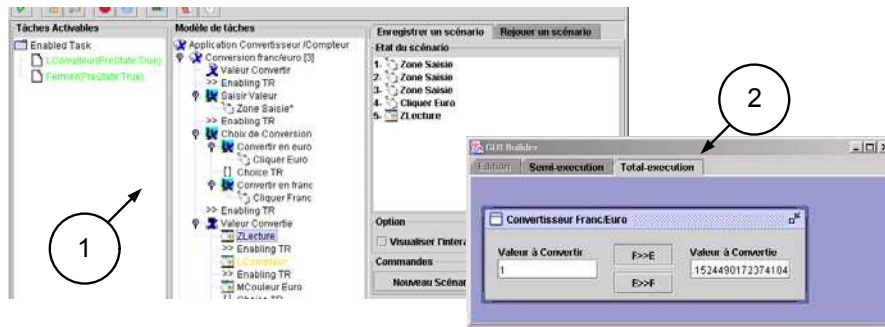 Tâches Activables
Enabled Task
LCompteur(PreState:True)
Fermer(PreState:True)
Modèle de tâches
Application Convertisseur /Compteur
Conversion franc/euro [3]
Valeur Convertir
>> Enabling TR
Saisir Valeur
Zone Saisie*
>> Enabling TR
Choix de Conversion
Convertir en euro
Cliquer Euro
[] Choice TR
Convertir en franc
Cliquer Franc
>> Enabling TR
Valeur Convertie
ZLecture
>> Enabling TR
LCompteur
>> Enabling TR
MCouleur Euro
[] Choice TR
Enregistrer un scénario
Rejouer un scénario
Etat du scénario
1- Zone Saisie
2- Zone Saisie
3- Zone Saisie
4- Cliquer Euro
5- ZLecture
Option
Visualiser l'intera
Commandes
Nouveau Scénar
1
2
GUI Builder
Edition
Semi-execution
Total-execution
Convertisseur Franc/Euro
Valeur à Convertir
F>>E
Valeur à Convertie
1
.1524490172374104
E>>F